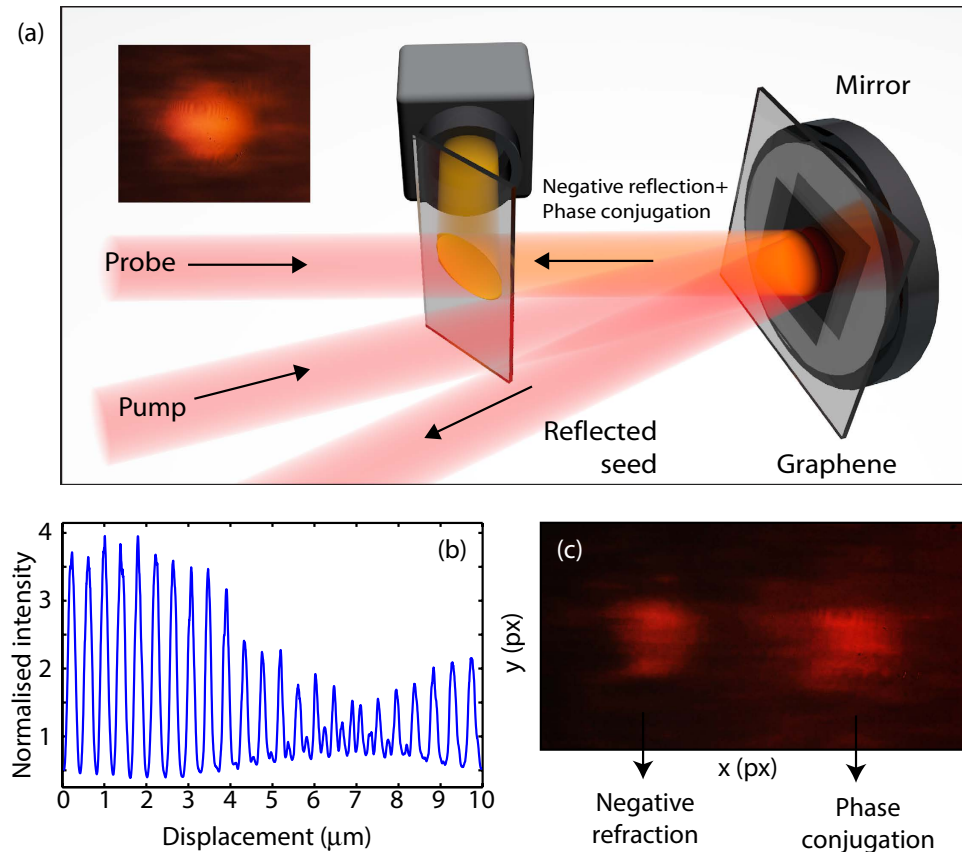 (a)
Mirror
Negative reflection+
Phase conjugation
Probe
Pump
Reflected
seed
Graphene
(b)
Normalised intensity
4
3
2
1
0 1 2 3 4 5 6 7 8 9 10
Displacement (μm)
(c)
y (px)
x (px)
Negative
refraction
Phase
conjugation